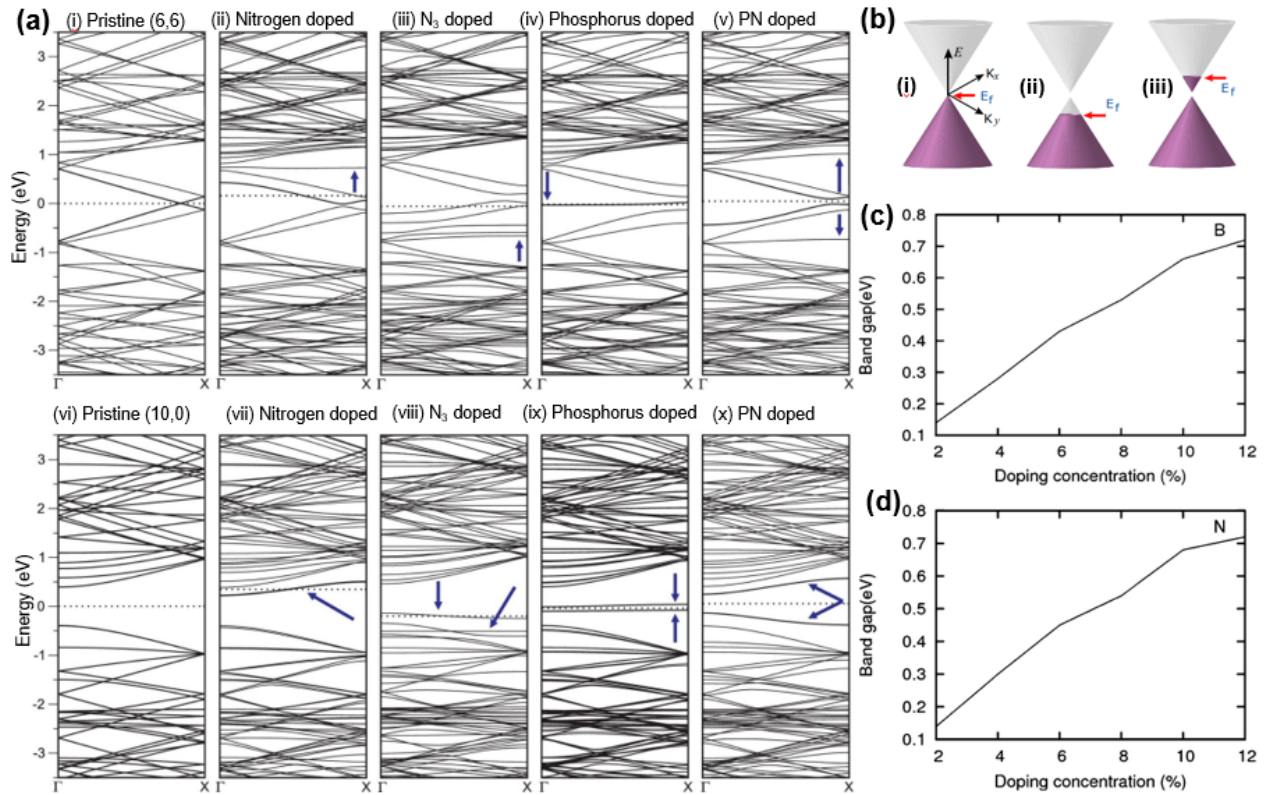 (a)
(i) Pristine (6,6)
(ii) Nitrogen doped
(iii) N₃ doped
(iv) Phosphorus doped
(v) PN doped
Energy (eV)
3
2
1
0
-1
-2
-3
Γ X
Γ X
Γ X
Γ X
Γ X
(vi) Pristine (10,0)
(vii) Nitrogen doped
(viii) N₃ doped
(ix) Phosphorus doped
(x) PN doped
Energy (eV)
3
2
1
0
-1
-2
-3
Γ X
Γ X
Γ X
Γ X
Γ X
(b)
(i)
E
Kₓ
E_f
K_y
(ii)
E_f
(iii)
E_f
(c)
B
Band gap(eV)
0.8
0.7
0.6
0.5
0.4
0.3
0.2
0.1
2 4 6 8 10 12
Doping concentration (%)
(d)
N
Band gap(eV)
0.8
0.7
0.6
0.5
0.4
0.3
0.2
0.1
2 4 6 8 10 12
Doping concentration (%)